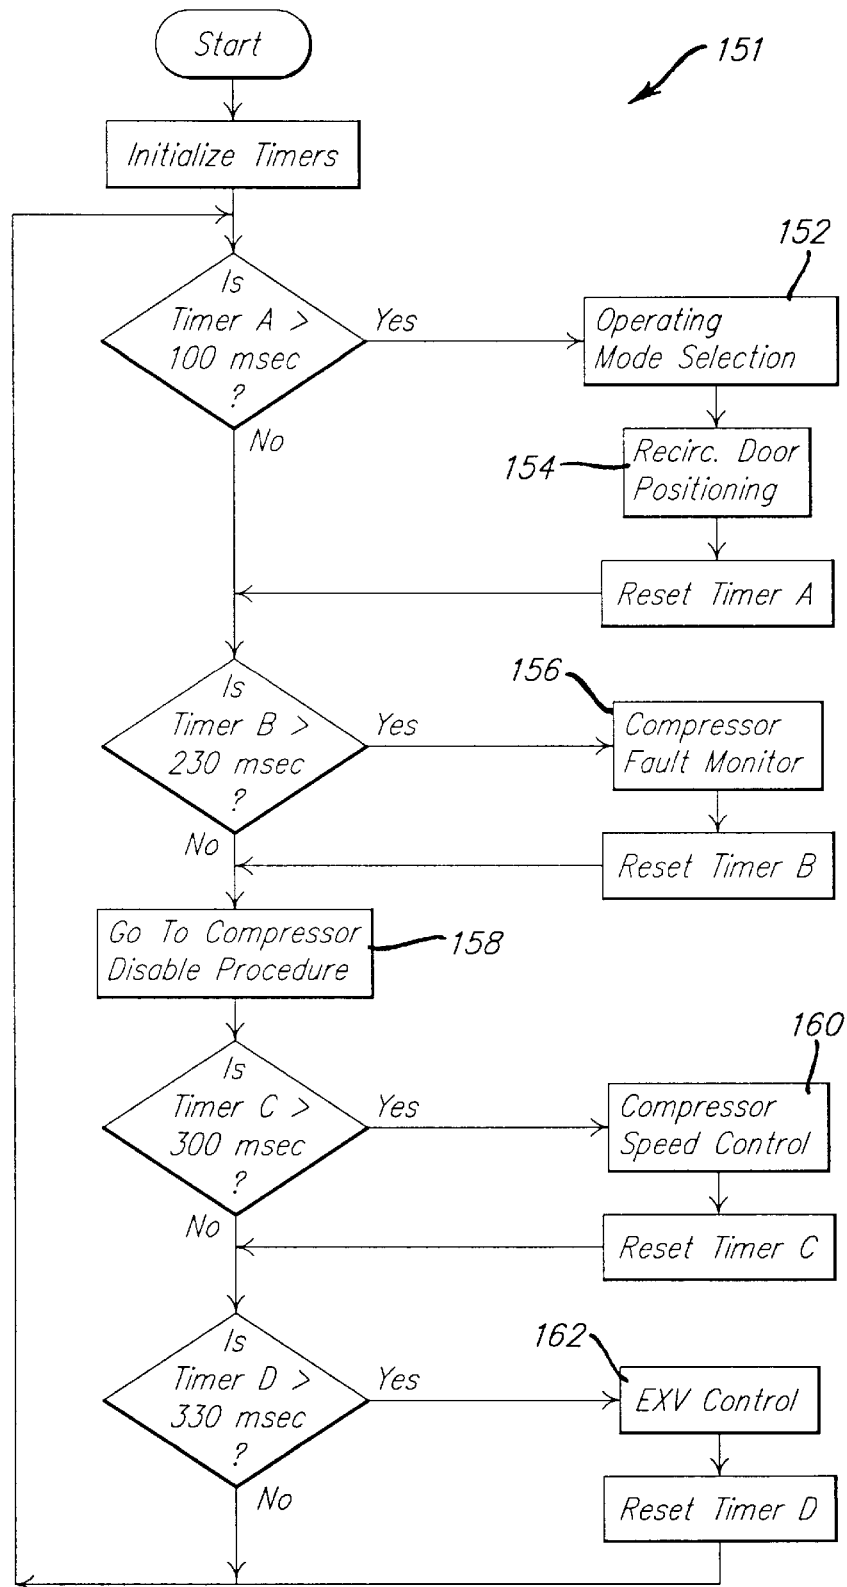 Start
151
Initialize Timers
152
Is
Timer A >
100 msec
?
Yes
Operating
Mode Selection
No
154
Recirc. Door
Positioning
Reset Timer A
156
Is
Timer B >
230 msec
?
Yes
Compressor
Fault Monitor
No
Reset Timer B
Go To Compressor
Disable Procedure
158
160
Is
Timer C >
300 msec
?
Yes
Compressor
Speed Control
No
Reset Timer C
162
Is
Timer D >
330 msec
?
Yes
EXV Control
No
Reset Timer D